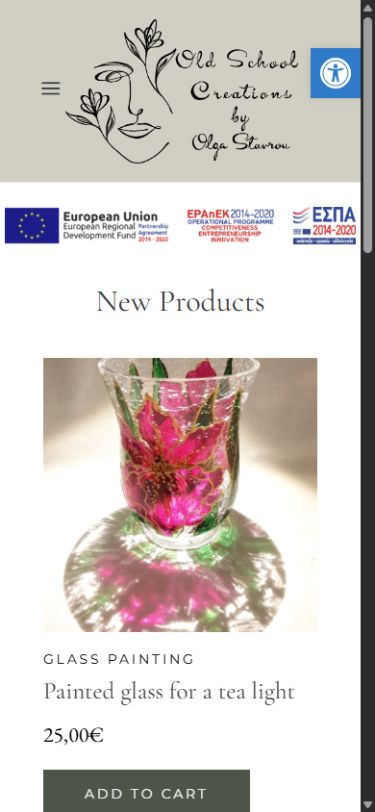 Old School
Creations
by
Olga Stavrou
European Union
European Regional
Development Fund
Partnership
Agreement
2014 - 2020
EPAnEK 2014-2020
OPERATIONAL PROGRAMME
COMPETITIVENESS
ENTREPRENEURSHIP
INNOVATION
ΕΣΠΑ
2014-2020
New Products
GLASS PAINTING
Painted glass for a tea light
25,00€
ADD TO CART